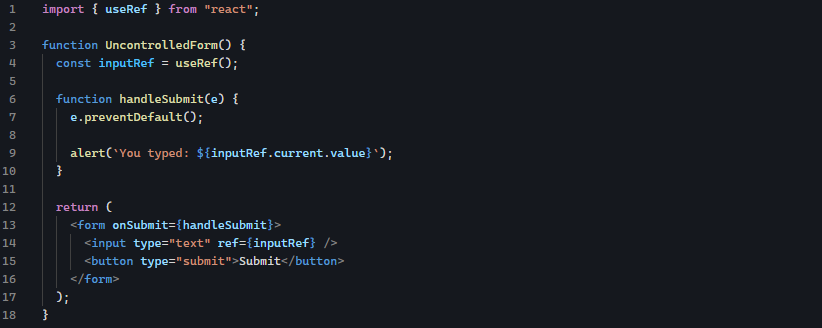 1 import { useRef } from "react";
2
3 function UncontrolledForm() {
4   const inputRef = useRef();
5
6   function handleSubmit(e) {
7     e.preventDefault();
8
9     alert(`You typed: ${inputRef.current.value}`);
10   }
11
12   return (
13     <form onSubmit={handleSubmit}>
14       <input type="text" ref={inputRef} />
15       <button type="submit">Submit</button>
16     </form>
17   );
18 }